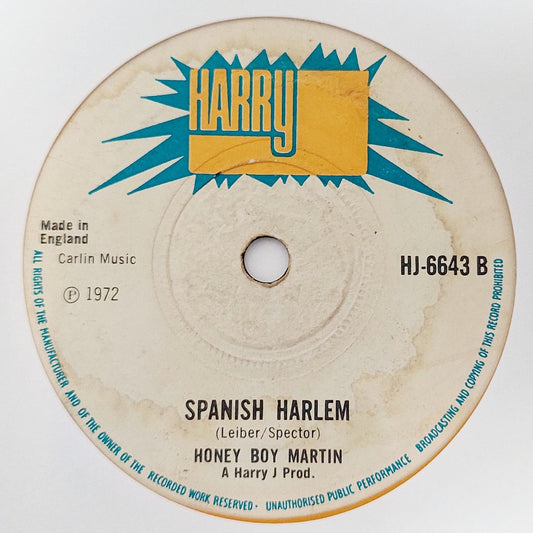 HARRY
Made in
England
Carlin Music
Ⓟ 1972
HJ-6643 B
SPANISH HARLEM
(Leiber/Spector)
HONEY BOY MARTIN
A Harry J Prod.
ALL RIGHTS OF THE MANUFACTURER AND OF THE OWNER OF THE RECORDED WORK RESERVED · UNAUTHORISED PUBLIC PERFORMANCE BROADCASTING AND COPYING OF THIS RECORD PROHIBITED